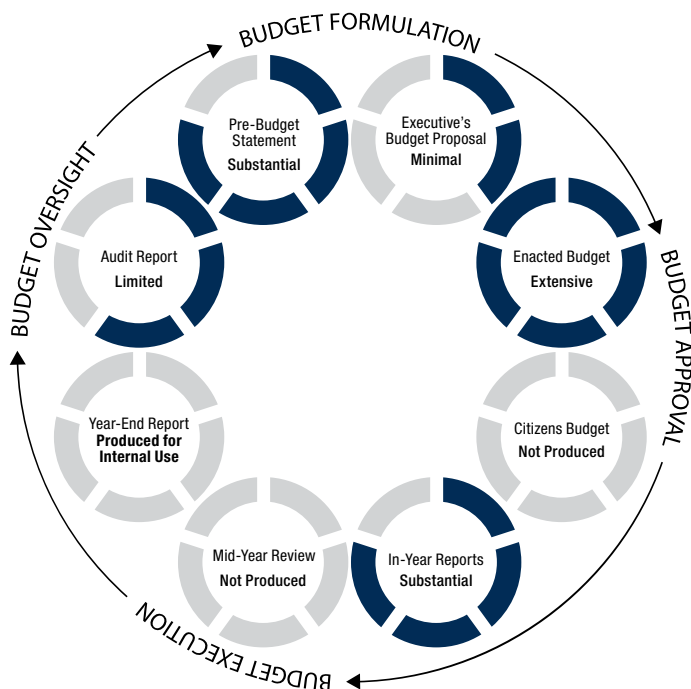 BUDGET FORMULATION
Pre-Budget
Statement
Substantial
Executive's
Budget Proposal
Minimal
BUDGET OVERSIGHT
Audit Report
Limited
Enacted Budget
Extensive
BUDGET APPROVAL
Year-End Report
Produced for
Internal Use
Citizens Budget
Not Produced
Mid-Year Review
Not Produced
In-Year Reports
Substantial
BUDGET EXECUTION